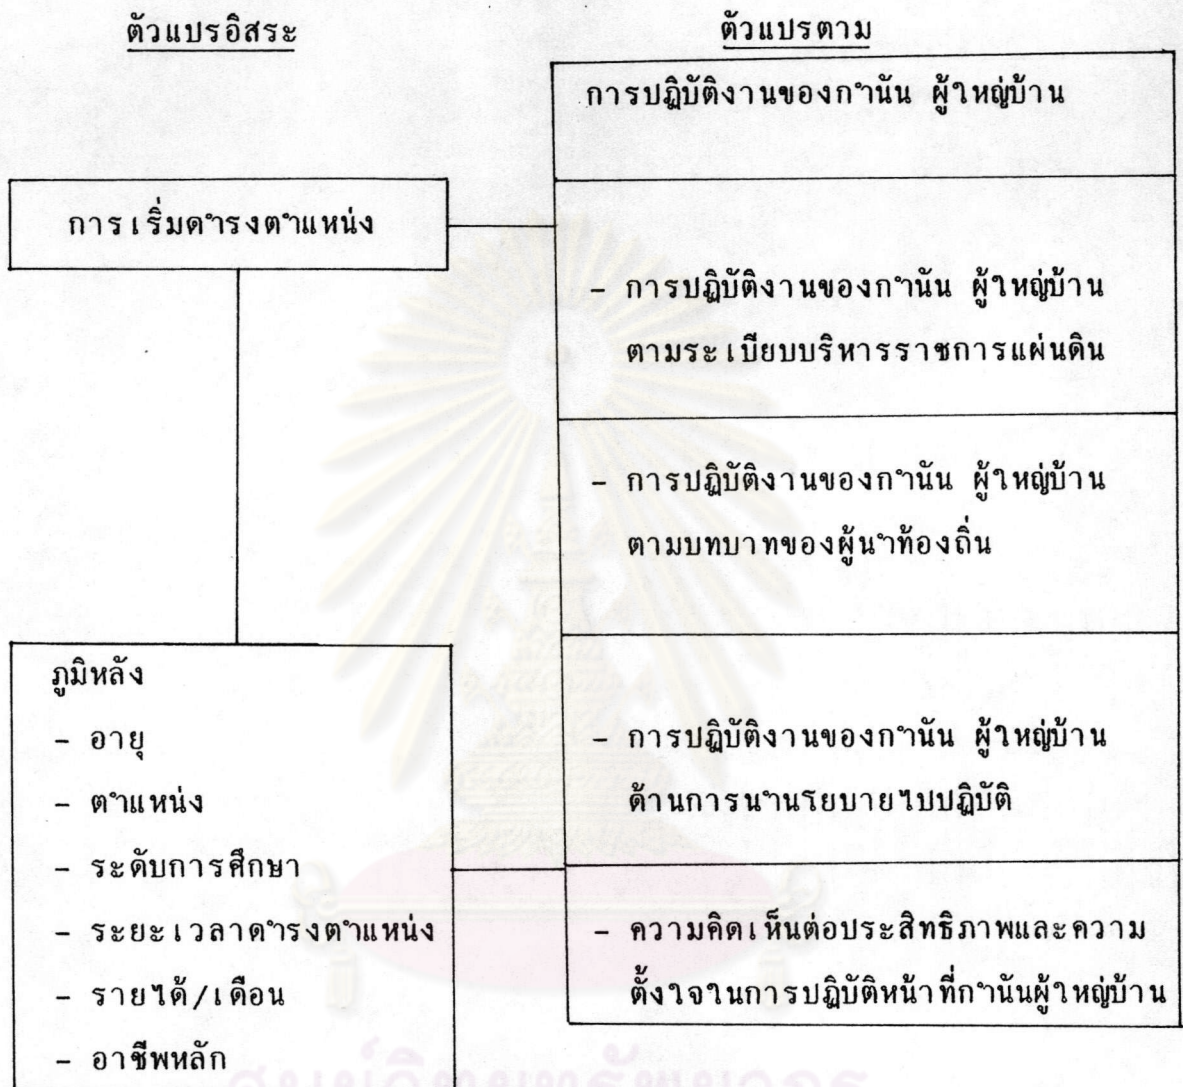 ตัวแปรอิสระ
ตัวแปรตาม
การปฏิบัติงานของกำนัน ผู้ใหญ่บ้าน
การเริ่มดำรงตำแหน่ง
- การปฏิบัติงานของกำนัน ผู้ใหญ่บ้าน
ตามระเบียบบริหารราชการแผ่นดิน
- การปฏิบัติงานของกำนัน ผู้ใหญ่บ้าน
ตามบทบาทของผู้นำท้องถิ่น
- การปฏิบัติงานของกำนัน ผู้ใหญ่บ้าน
ด้านการนำนโยบายไปปฏิบัติ
- ความคิดเห็นต่อประสิทธิภาพและความ
ตั้งใจในการปฏิบัติหน้าที่กำนันผู้ใหญ่บ้าน
ภูมิหลัง
- อายุ
- ตำแหน่ง
- ระดับการศึกษา
- ระยะเวลาดำรงตำแหน่ง
- รายได้/เดือน
- อาชีพหลัก